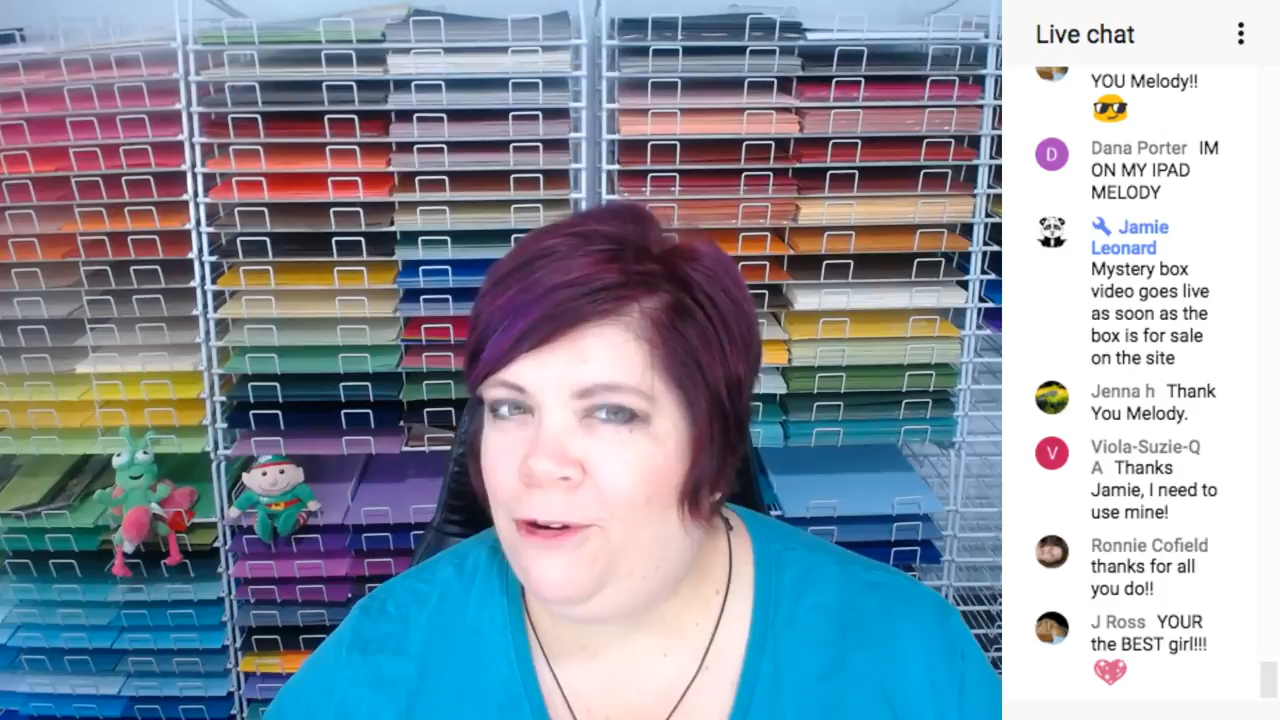 Live chat
YOU Melody!!
D
Dana Porter IM
ON MY IPAD
MELODY
Jamie
Leonard
Mystery box
video goes live
as soon as the
box is for sale
on the site
Jenna h Thank
You Melody.
V
Viola-Suzie-Q
A Thanks
Jamie, I need to
use mine!
Ronnie Cofield
thanks for all
you do!!
J Ross YOUR
the BEST girl!!!